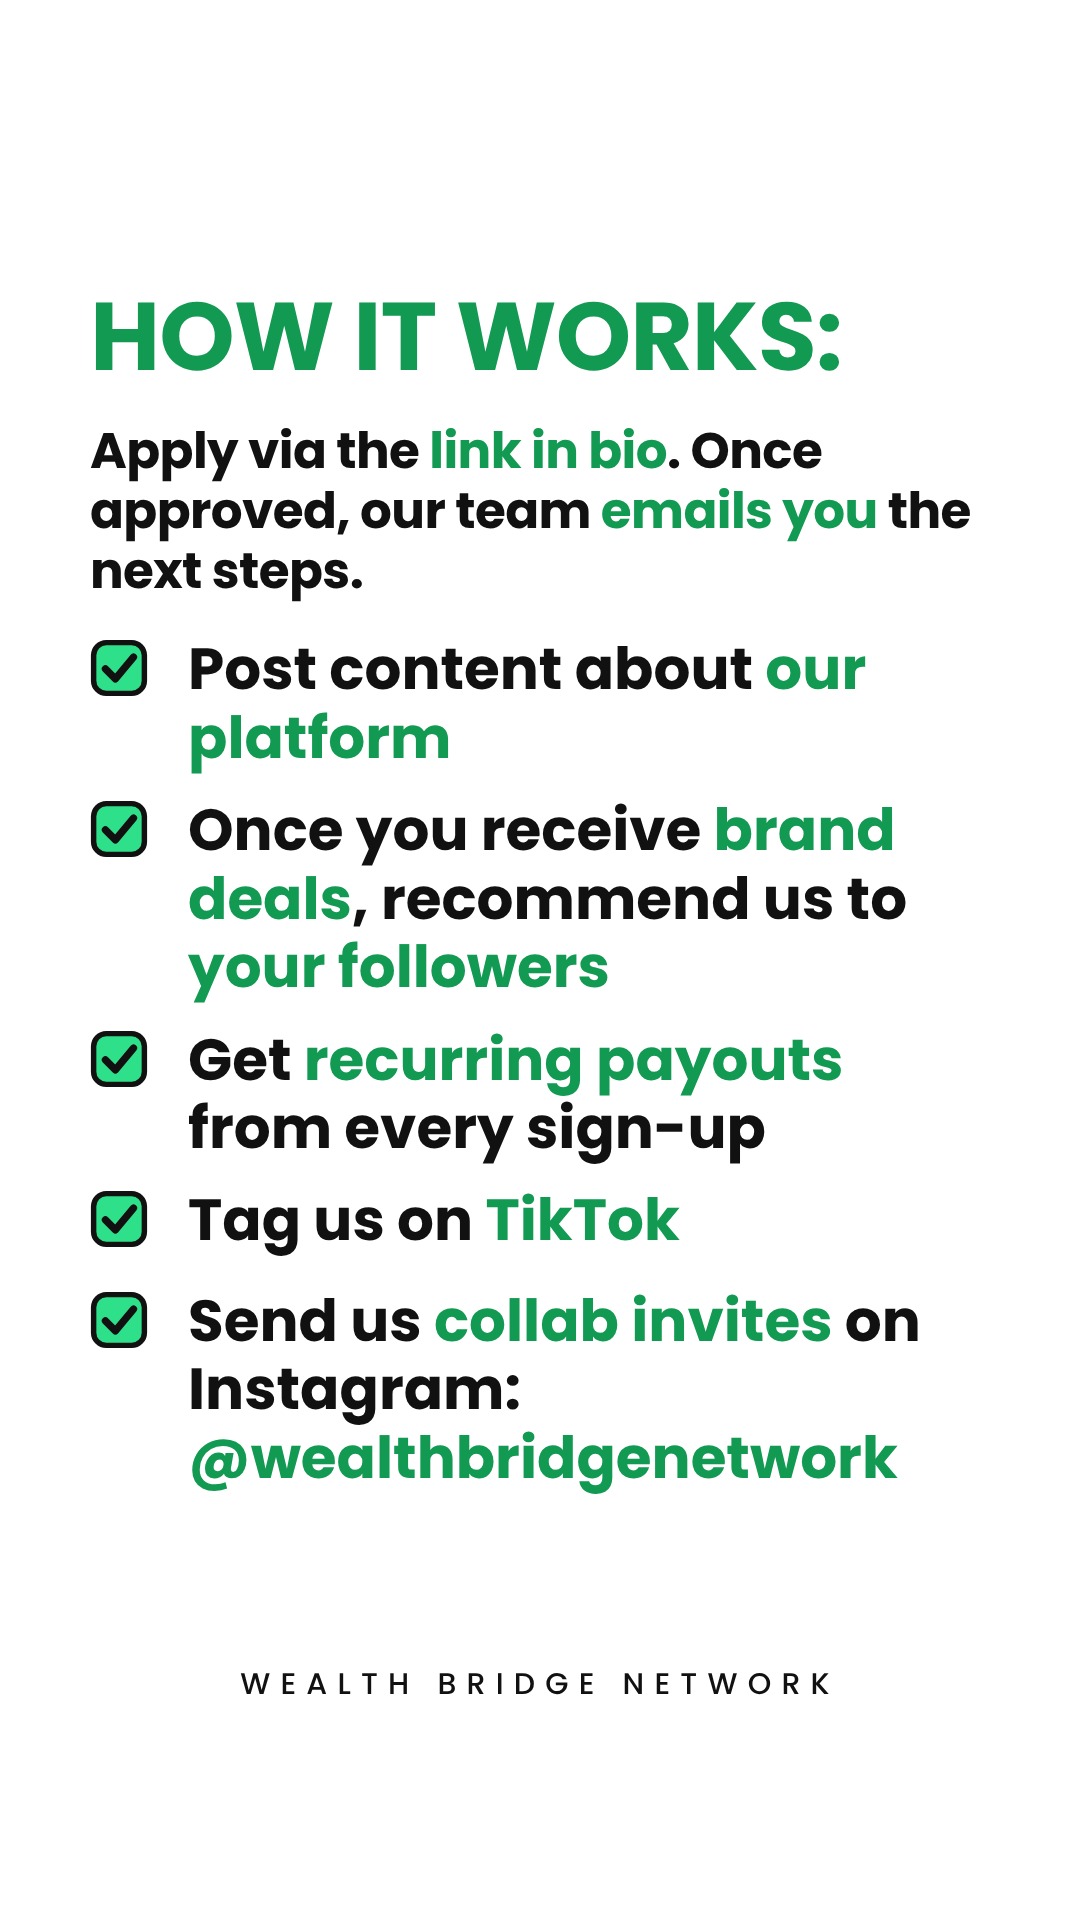 HOW IT WORKS:
Apply via the link in bio. Once
approved, our team emails you the
next steps.
Post content about our
platform
Once you receive brand
deals, recommend us to
your followers
Get recurring payouts
from every sign-up
Tag us on TikTok
Send us collab invites on
Instagram:
@wealthbridgenetwork
WEALTH BRIDGE NETWORK